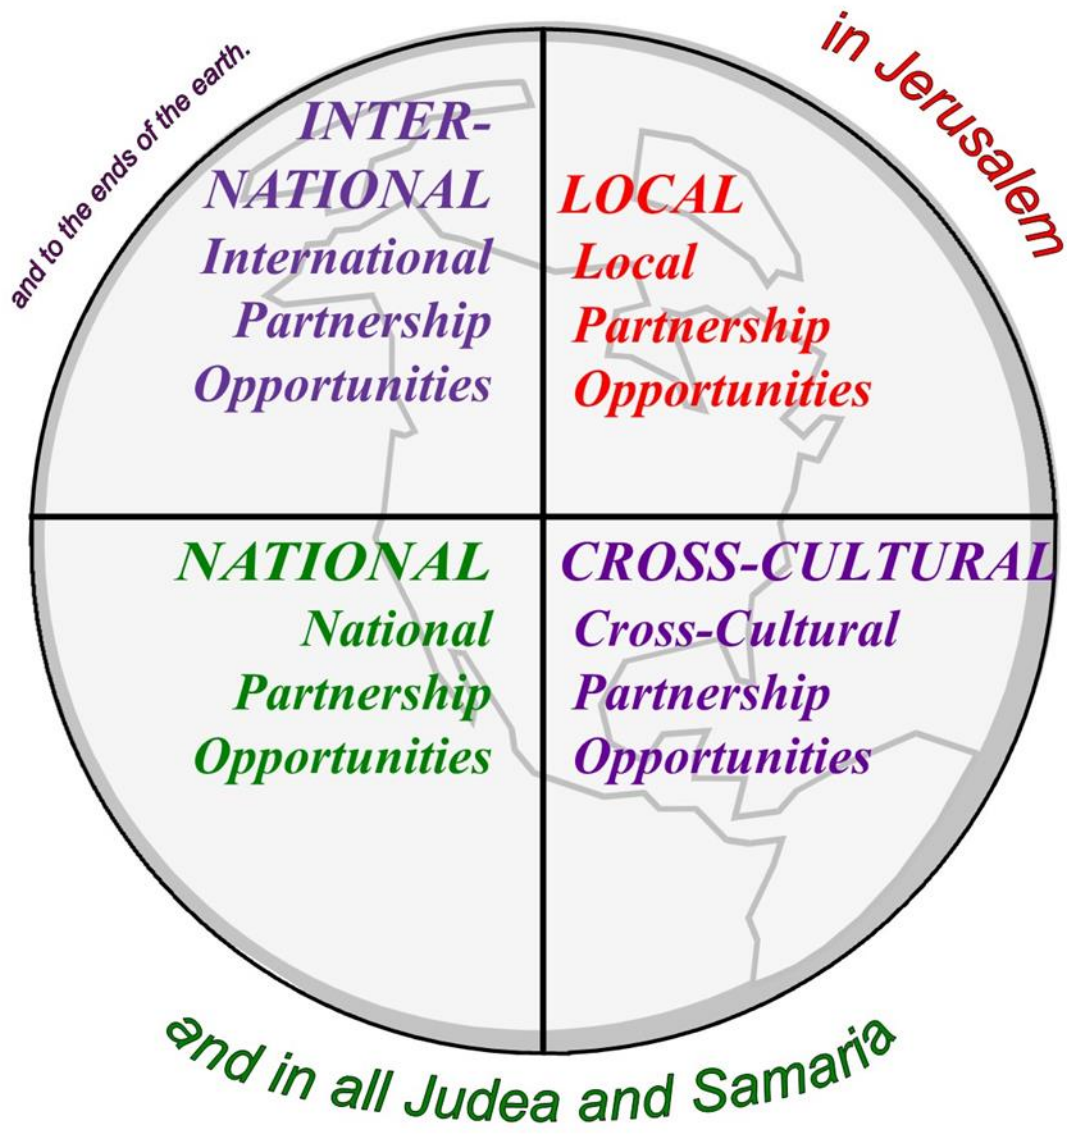 and to the ends of the earth.
in Jerusalem
INTER-
NATIONAL
International
Partnership
Opportunities
LOCAL
Local
Partnership
Opportunities
NATIONAL
National
Partnership
Opportunities
CROSS-CULTURAL
Cross-Cultural
Partnership
Opportunities
and in all Judea and Samaria